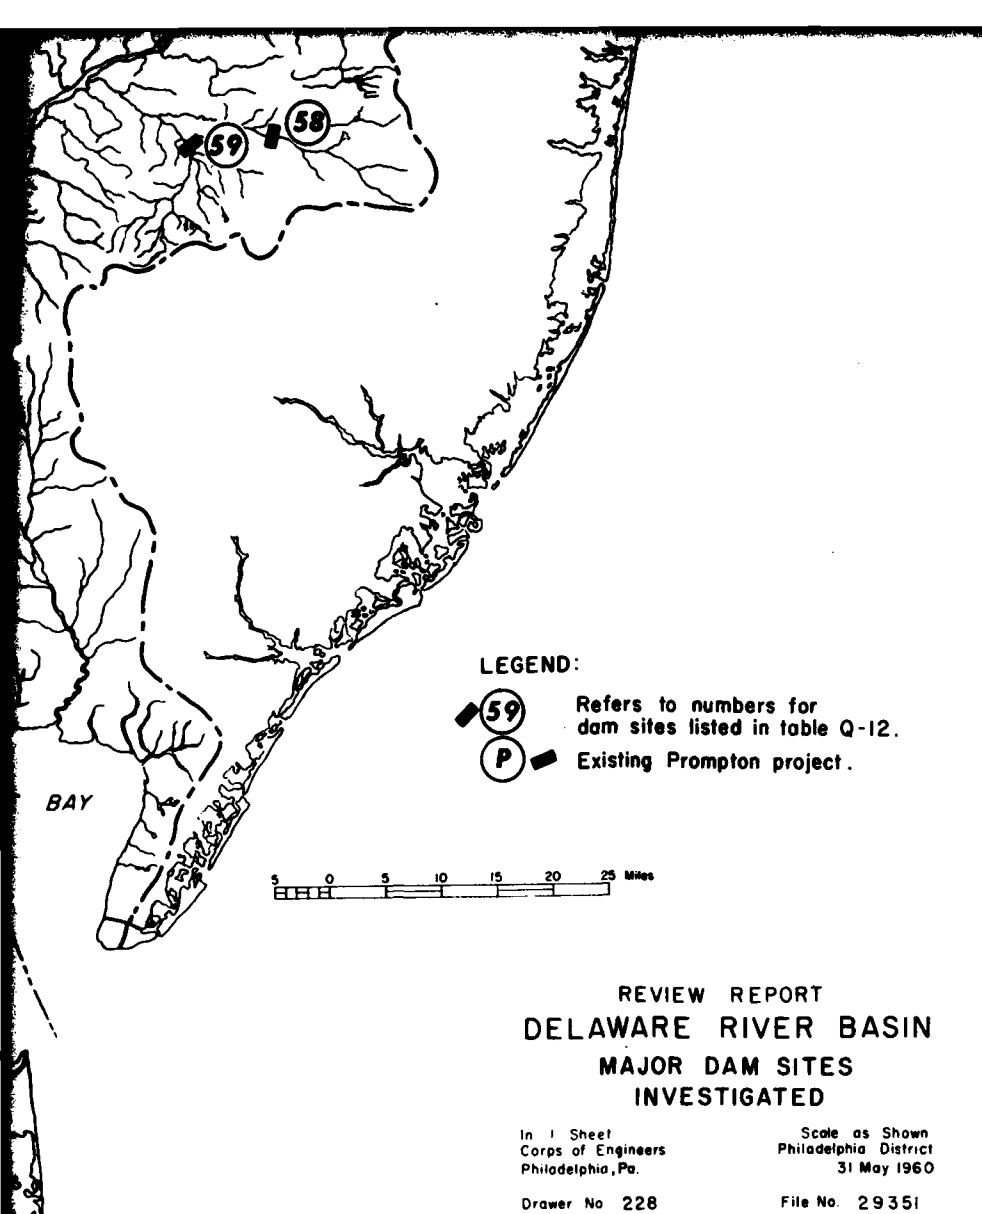 58
59
LEGEND:
59 Refers to numbers for
dam sites listed in table Q-12.
P Existing Prompton project.
BAY
5 0 5 10 15 20 25 Miles
REVIEW REPORT
DELAWARE RIVER BASIN
MAJOR DAM SITES
INVESTIGATED
In 1 Sheet Scale as Shown
Corps of Engineers Philadelphia District
Philadelphia, Pa. 31 May 1960
Drawer No 228 File No. 29351